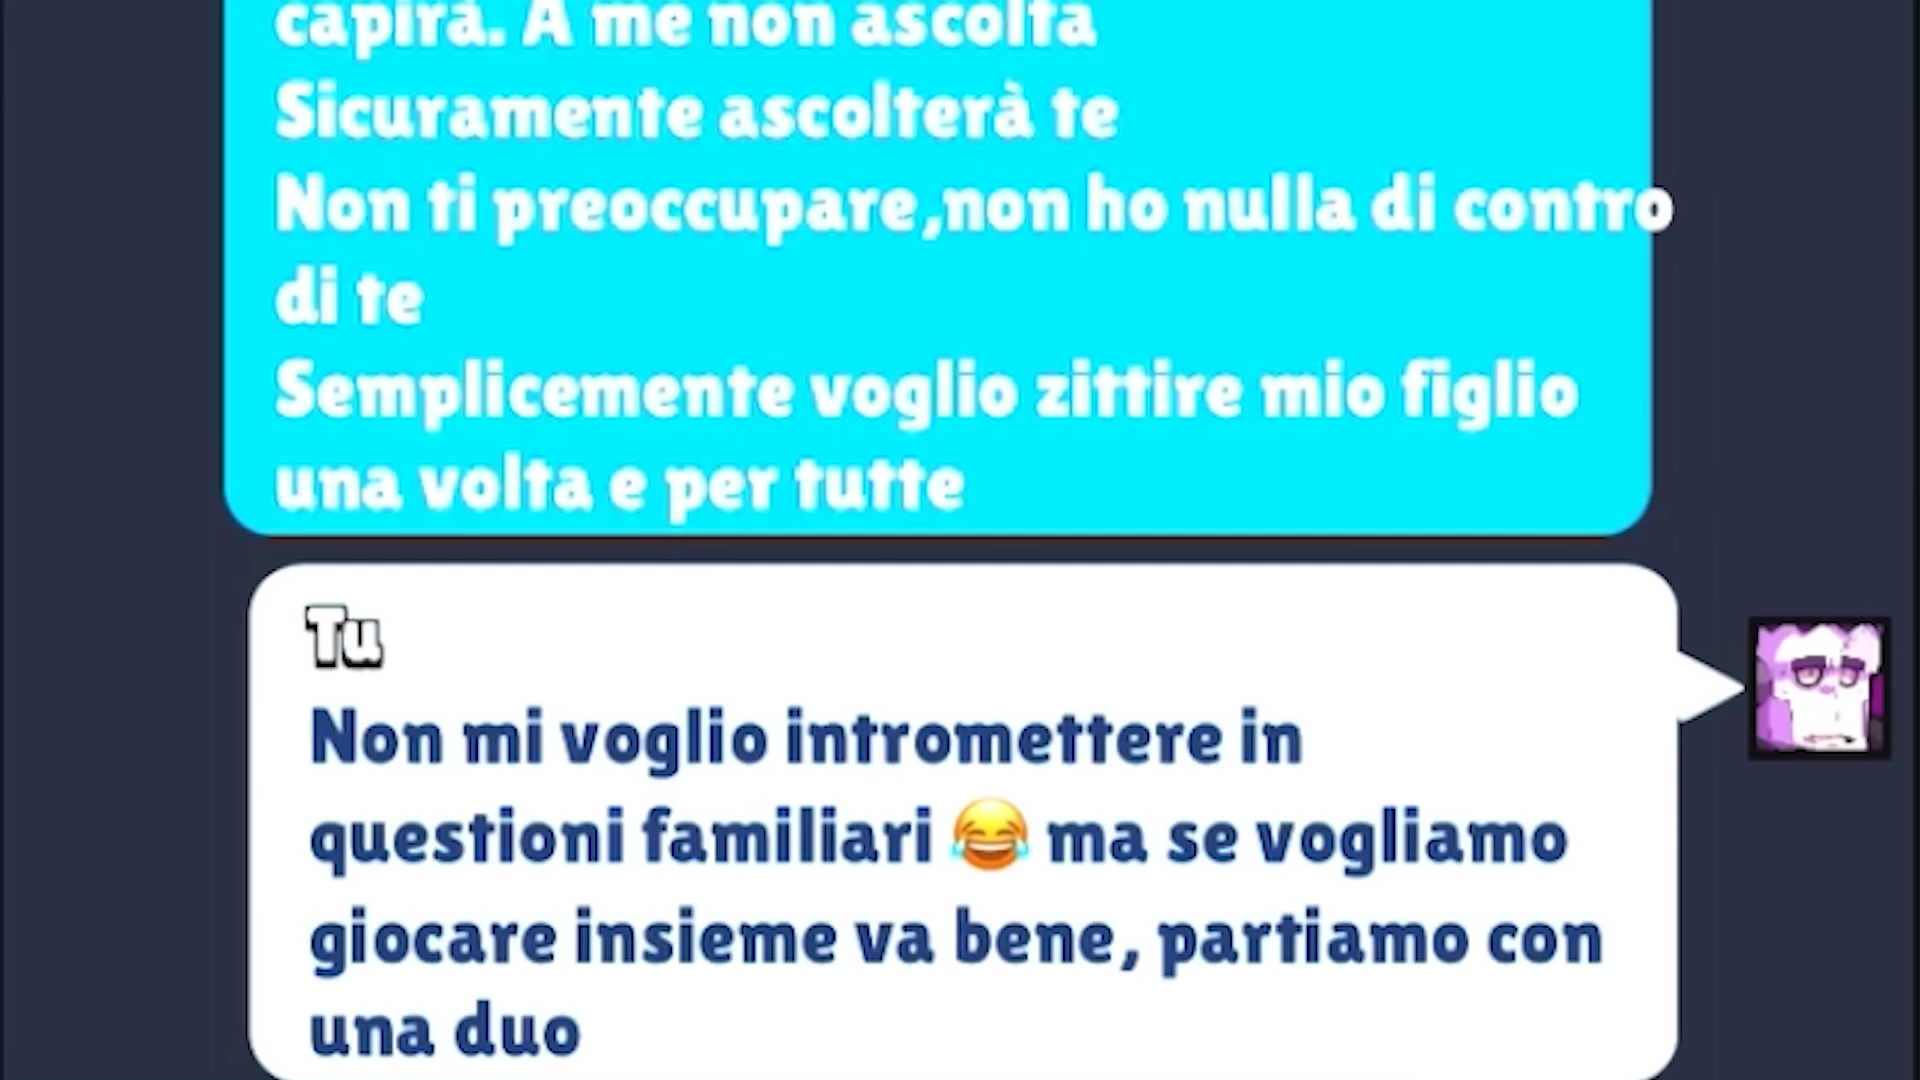 capirà. A me non ascolta
Sicuramente ascolterà te
Non ti preoccupare,non ho nulla di contro
di te
Semplicemente voglio zittire mio figlio
una volta e per tutte
Tu
Non mi voglio intromettere in
questioni familiari 😂 ma se vogliamo
giocare insieme va bene, partiamo con
una duo